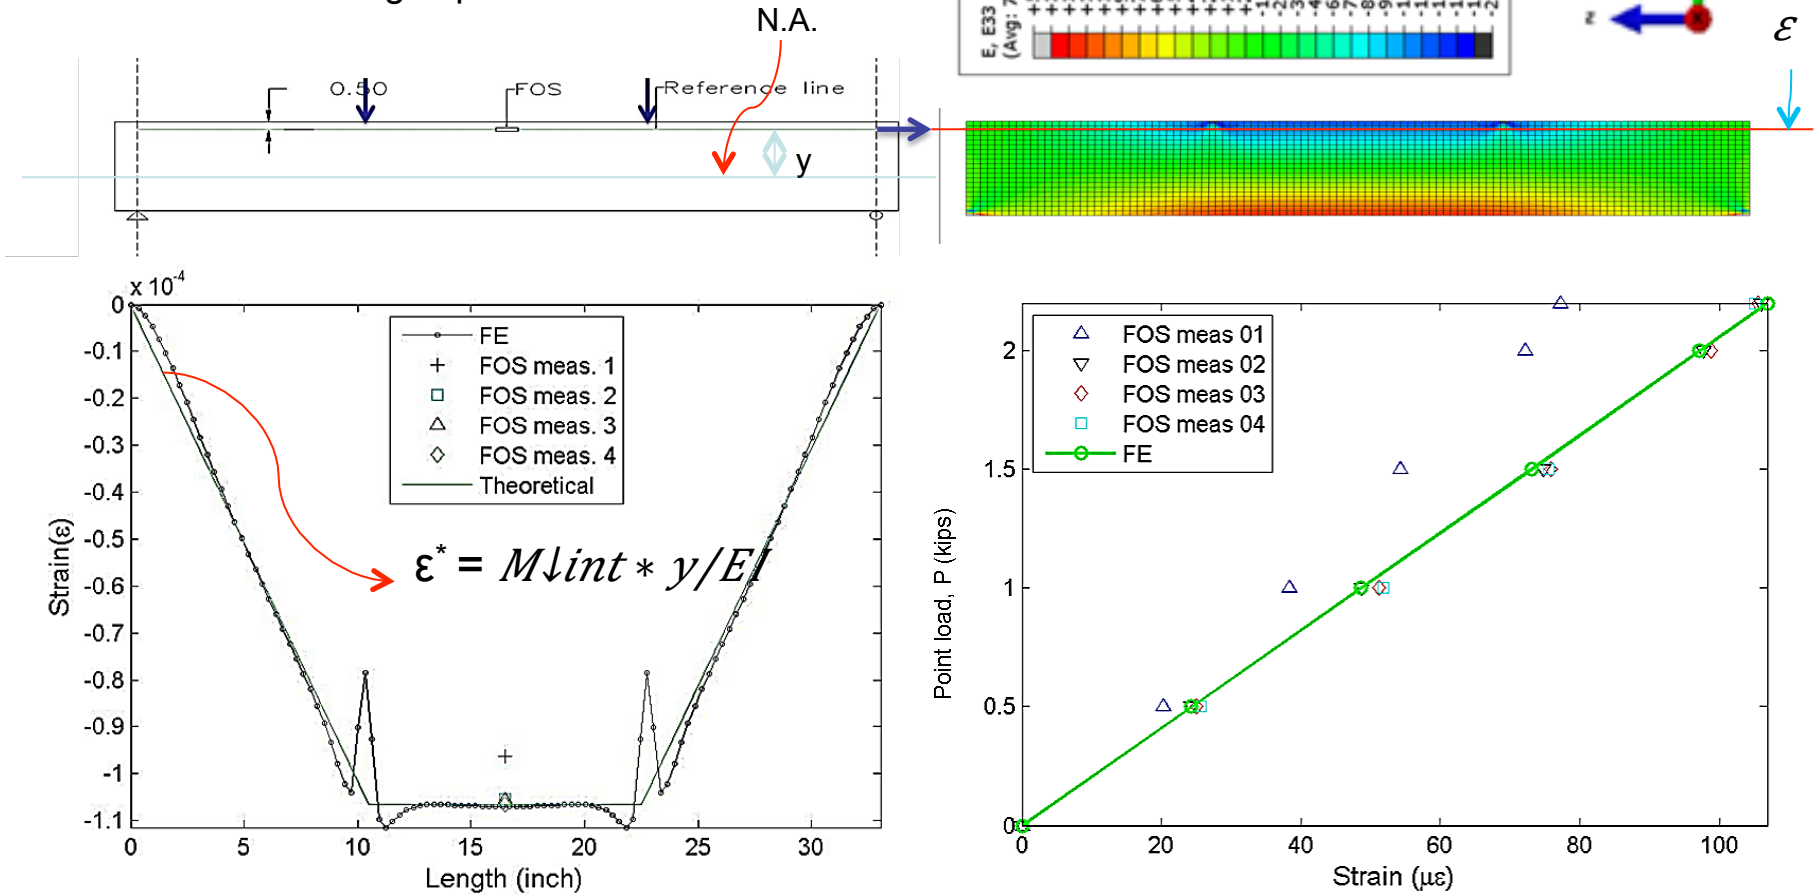 N.A.
0.50
FOS
Reference line
y
E, E33
ε
x 10⁻⁴
0
-0.1
-0.2
-0.3
-0.4
-0.5
-0.6
-0.7
-0.8
-0.9
-1
-1.1
Strain(ε)
FE
FOS meas. 1
FOS meas. 2
FOS meas. 3
FOS meas. 4
Theoretical
ε* = M↓int * y/EI
0 5 10 15 20 25 30
Length (inch)
FOS meas 01
FOS meas 02
FOS meas 03
FOS meas 04
FE
2
1.5
1
0.5
0
Point load, P (kips)
0 20 40 60 80 100
Strain (με)